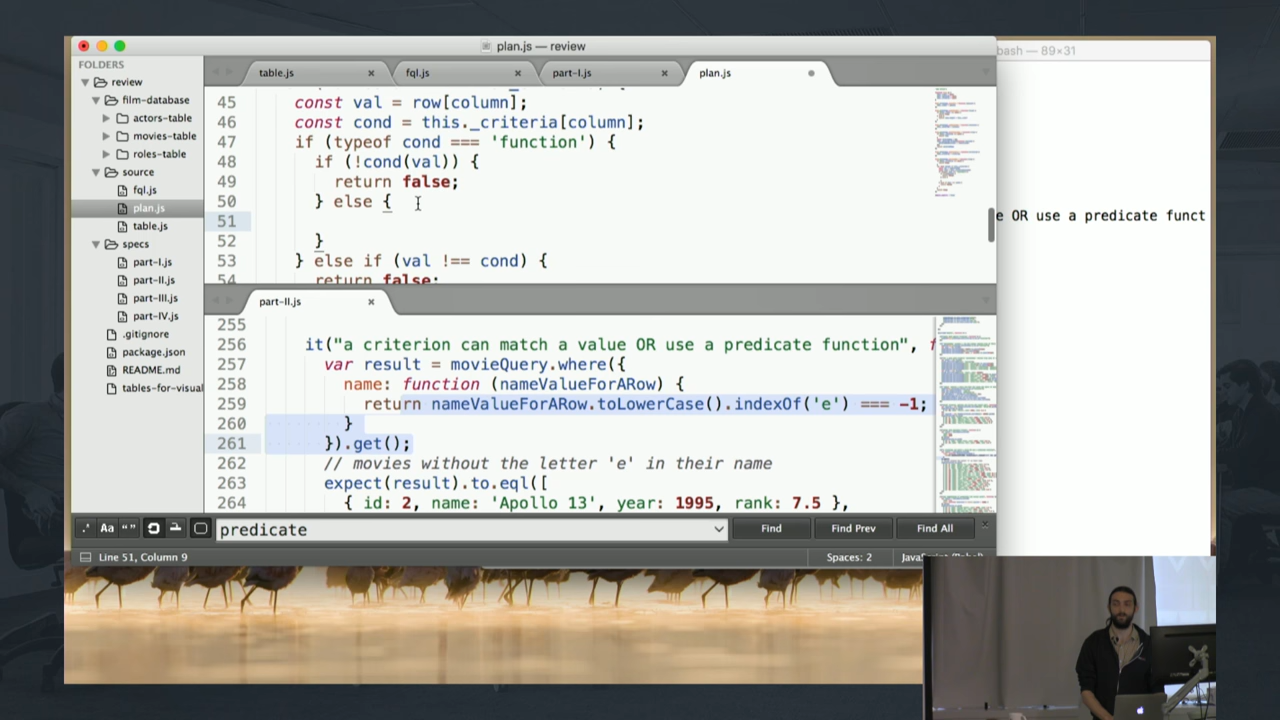 plan.js — review
bash — 89×31
FOLDERS
review
film-database
actors-table
movies-table
roles-table
source
fql.js
plan.js
table.js
specs
part-I.js
part-II.js
part-III.js
part-IV.js
.gitignore
package.json
README.md
tables-for-visual
table.js × fql.js × part-I.js × plan.js
45 const val = row[column];
46 const cond = this._criteria[column];
47 if (typeof cond === 'function') {
48 if (!cond(val)) {
49 return false;
50 } else {
51
52 }
53 } else if (val !== cond) {
54 return false;
e OR use a predicate funct
part-II.js ×
255
256 it("a criterion can match a value OR use a predicate function", f
257 var result = movieQuery.where({
258 name: function (nameValueForARow) {
259 return nameValueForARow.toLowerCase().indexOf('e') === -1;
260 }
261 }).get();
262 // movies without the letter 'e' in their name
263 expect(result).to.eql([
264 { id: 2, name: 'Apollo 13', year: 1995, rank: 7.5 },
.* Aa “” predicate Find Find Prev Find All
Line 51, Column 9 Spaces: 2